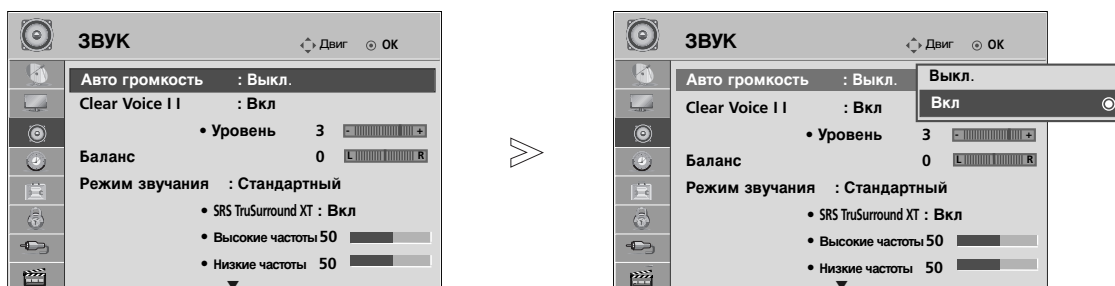 ЗВУК Двиг OK
Авто громкость : Выкл.
Clear Voice I I : Вкл
• Уровень 3 - +
Баланс 0 L R
Режим звучания : Стандартный
• SRS TruSurround XT : Вкл
• Высокие частоты 50
• Низкие частоты 50
ЗВУК Двиг OK
Авто громкость : Выкл.
Выкл.
Вкл
Clear Voice I I : Вкл
• Уровень 3 - +
Баланс 0 L R
Режим звучания : Стандартный
• SRS TruSurround XT : Вкл
• Высокие частоты 50
• Низкие частоты 50